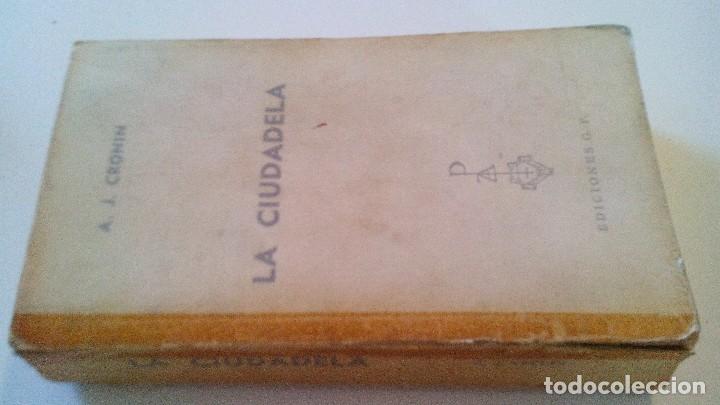 A. J. CRONIN
LA CIUDADELA
EDICIONES G. P.
LA CIUDADELA
todocoleccion